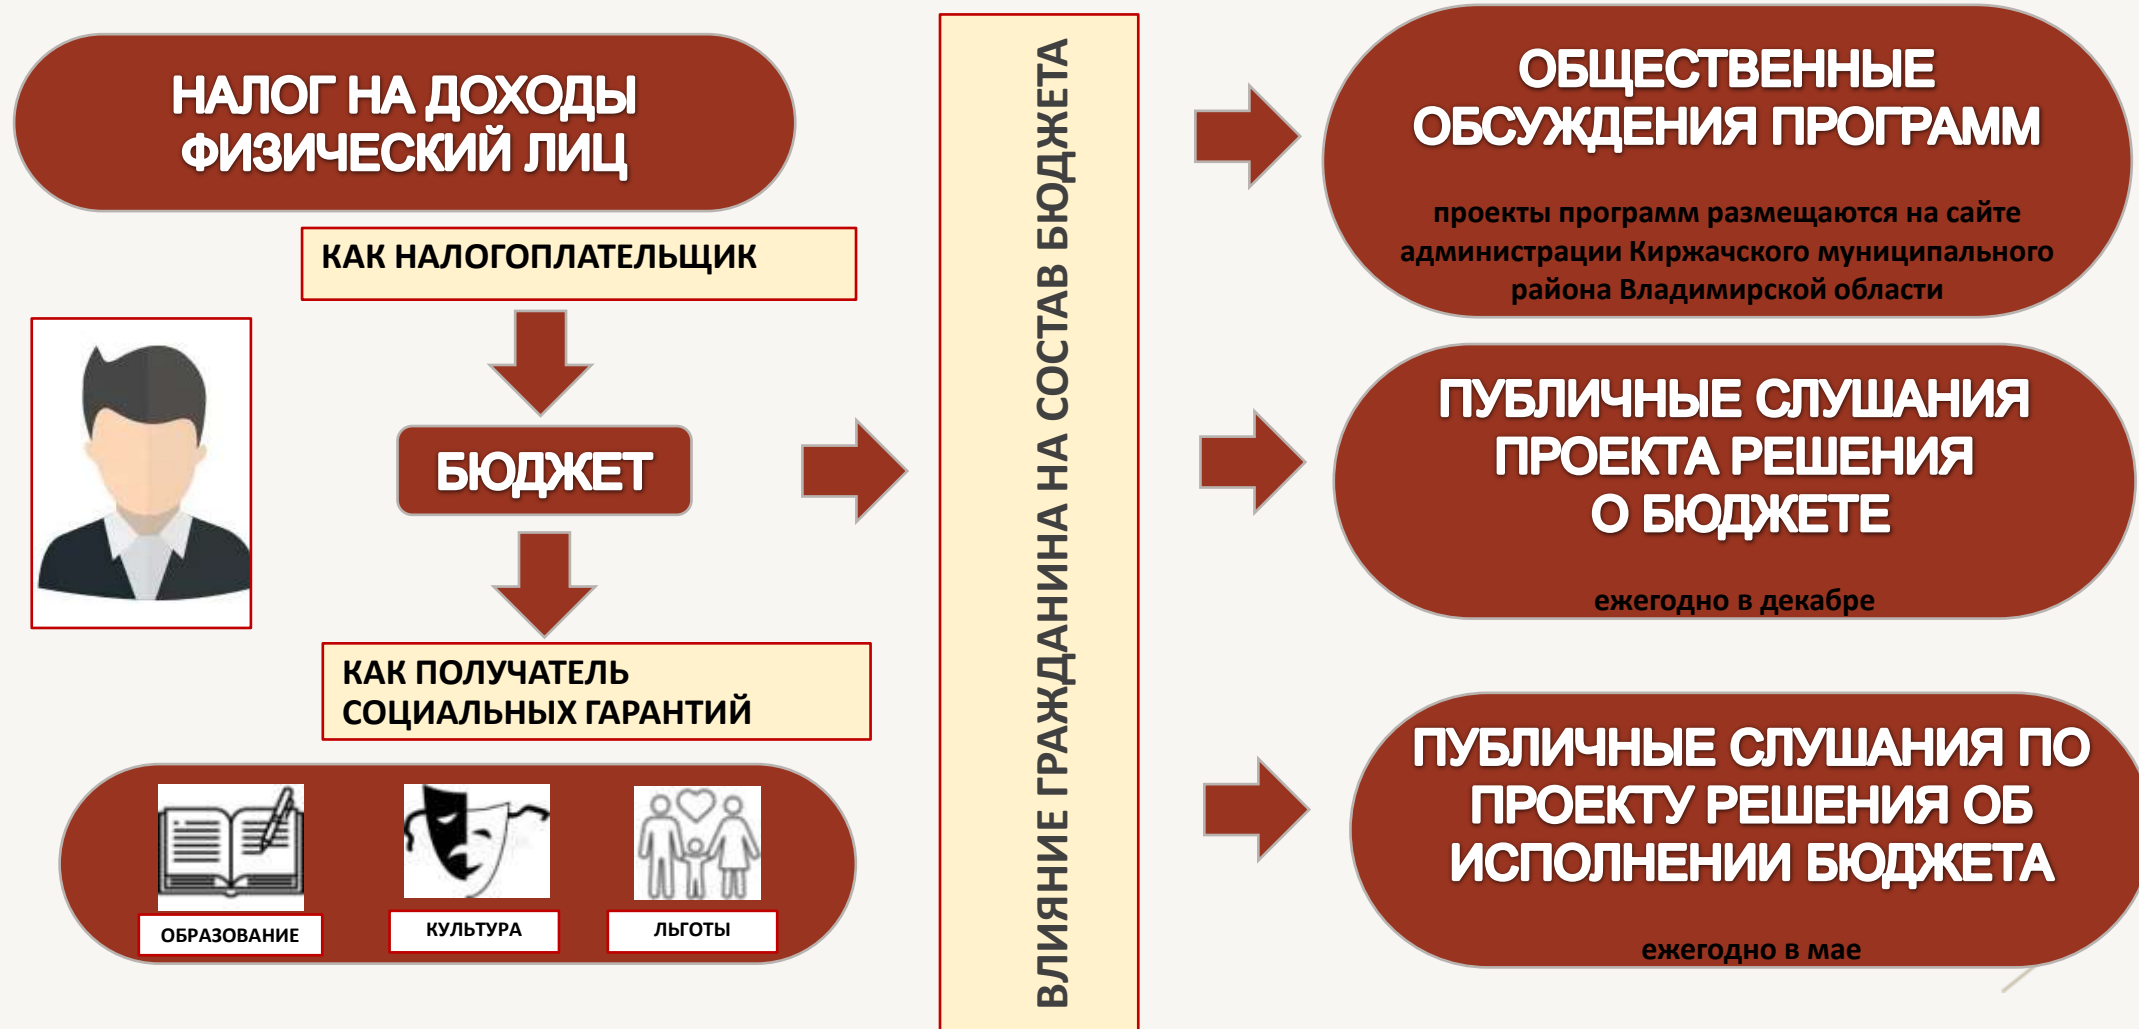 НАЛОГ НА ДОХОДЫ
ФИЗИЧЕСКИЙ ЛИЦ
КАК НАЛОГОПЛАТЕЛЬЩИК
БЮДЖЕТ
КАК ПОЛУЧАТЕЛЬ
СОЦИАЛЬНЫХ ГАРАНТИЙ
ОБРАЗОВАНИЕ
КУЛЬТУРА
ЛЬГОТЫ
ВЛИЯНИЕ ГРАЖДАНИНА НА СОСТАВ БЮДЖЕТА
ОБЩЕСТВЕННЫЕ
ОБСУЖДЕНИЯ ПРОГРАММ
проекты программ размещаются на сайте
администрации Киржачского муниципального
района Владимирской области
ПУБЛИЧНЫЕ СЛУШАНИЯ
ПРОЕКТА РЕШЕНИЯ
О БЮДЖЕТЕ
ежегодно в декабре
ПУБЛИЧНЫЕ СЛУШАНИЯ ПО
ПРОЕКТУ РЕШЕНИЯ ОБ
ИСПОЛНЕНИИ БЮДЖЕТА
ежегодно в мае